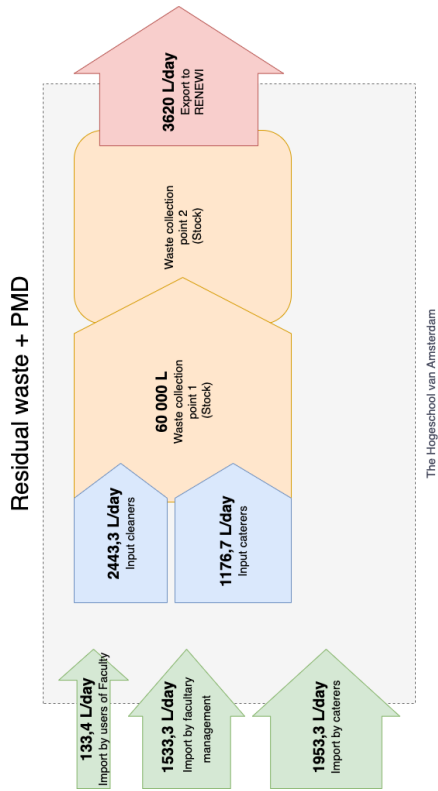 Residual waste + PMD
133,4 L/day
Import by users of Faculty
1533,3 L/day
Import by facultary
management
1953,3 L/day
Import by caterers
2443,3 L/day
Input cleaners
1176,7 L/day
Input caterers
60 000 L
Waste collection
point 1
(Stock)
Waste collection
point 2
(Stock)
3620 L/day
Export to
RENEWI
The Hogeschool van Amsterdam